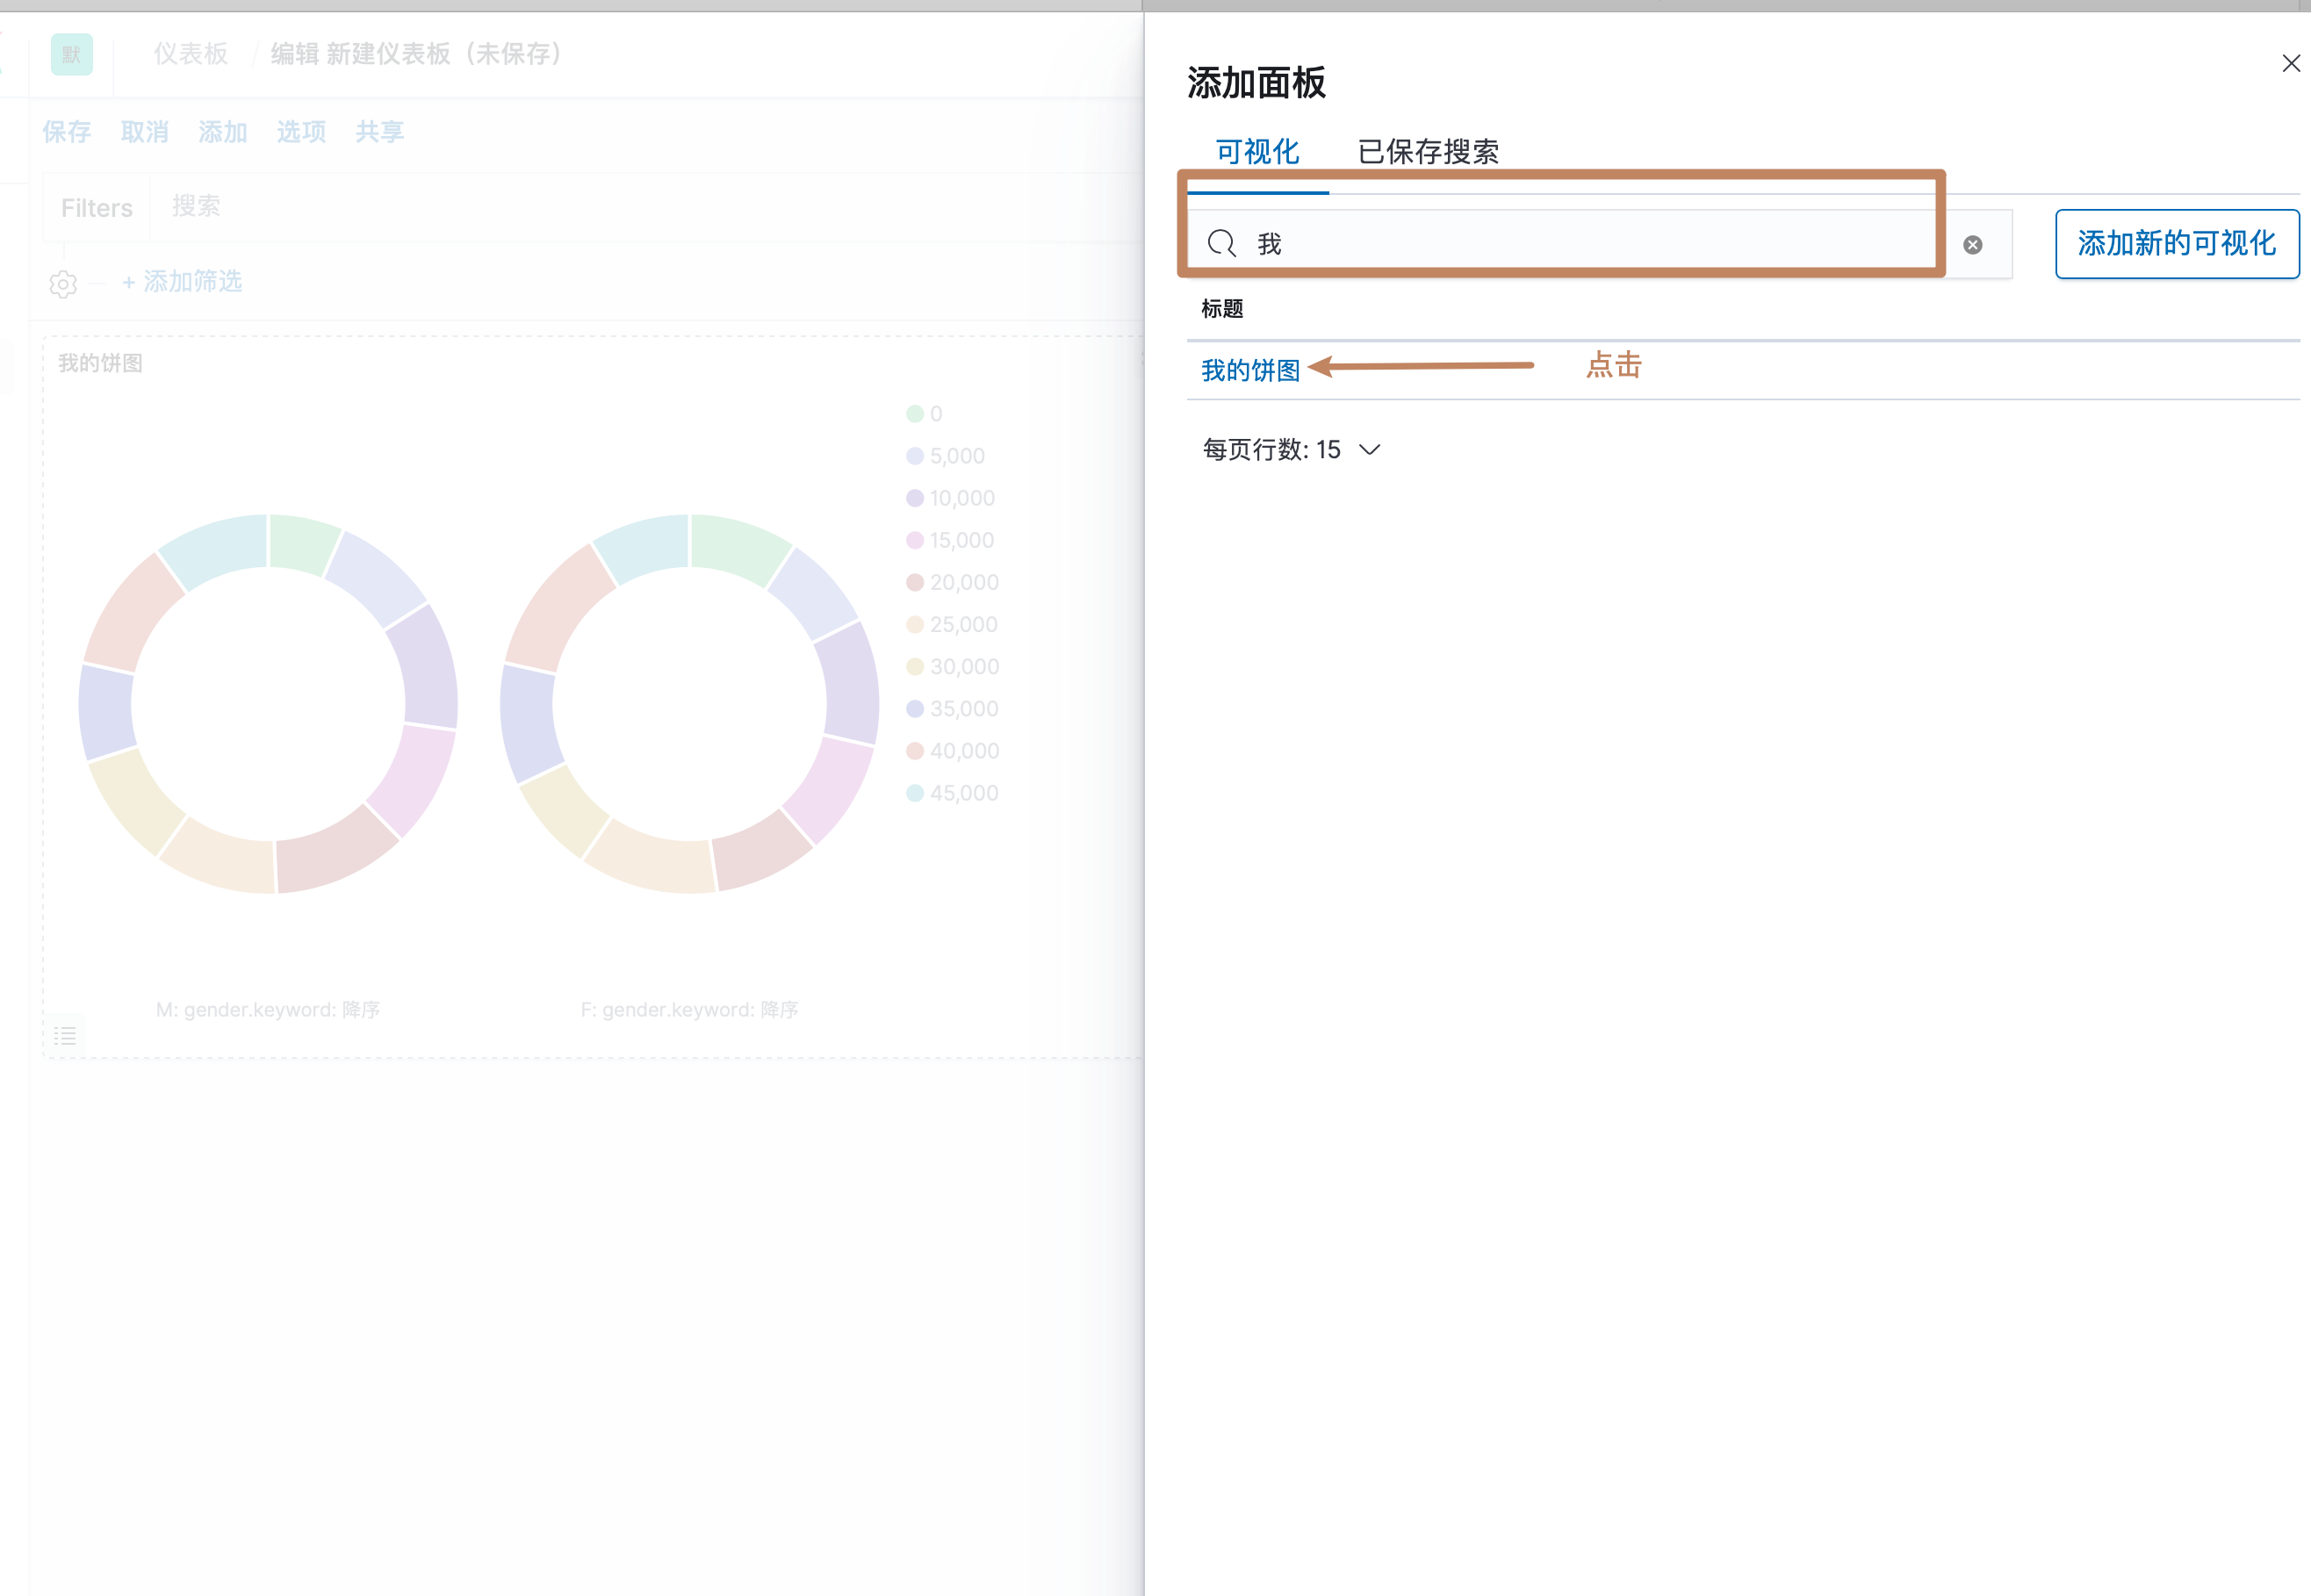 默
仪表板 / 编辑 新建仪表板（未保存）
保存 取消 添加 选项 共享
Filters 搜索
+ 添加筛选
我的饼图
0
5,000
10,000
15,000
20,000
25,000
30,000
35,000
40,000
45,000
M: gender.keyword: 降序
F: gender.keyword: 降序
添加面板
可视化 已保存搜索
我
添加新的可视化
标题
我的饼图 点击
每页行数: 15